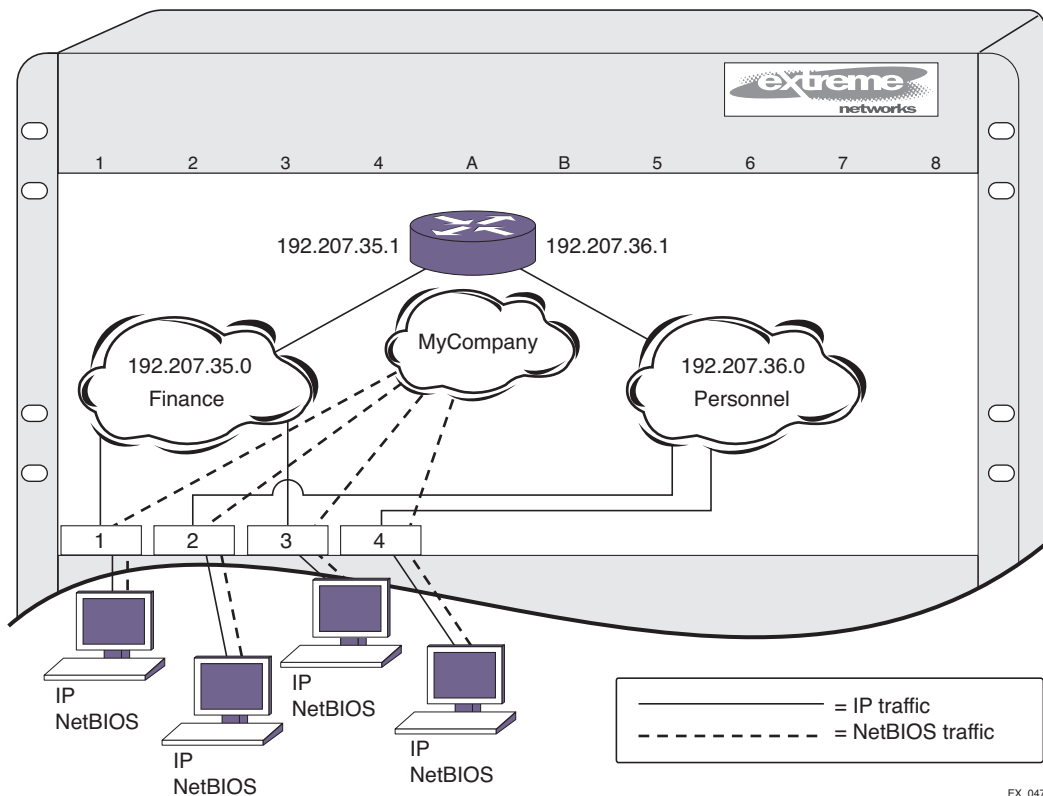 extreme
networks
1 2 3 4 A B 5 6 7 8
192.207.35.1
192.207.36.1
MyCompany
192.207.35.0
Finance
192.207.36.0
Personnel
1 2 3 4
IP
NetBIOS
IP
NetBIOS
IP
NetBIOS
IP
NetBIOS
= IP traffic
= NetBIOS traffic
EX_047